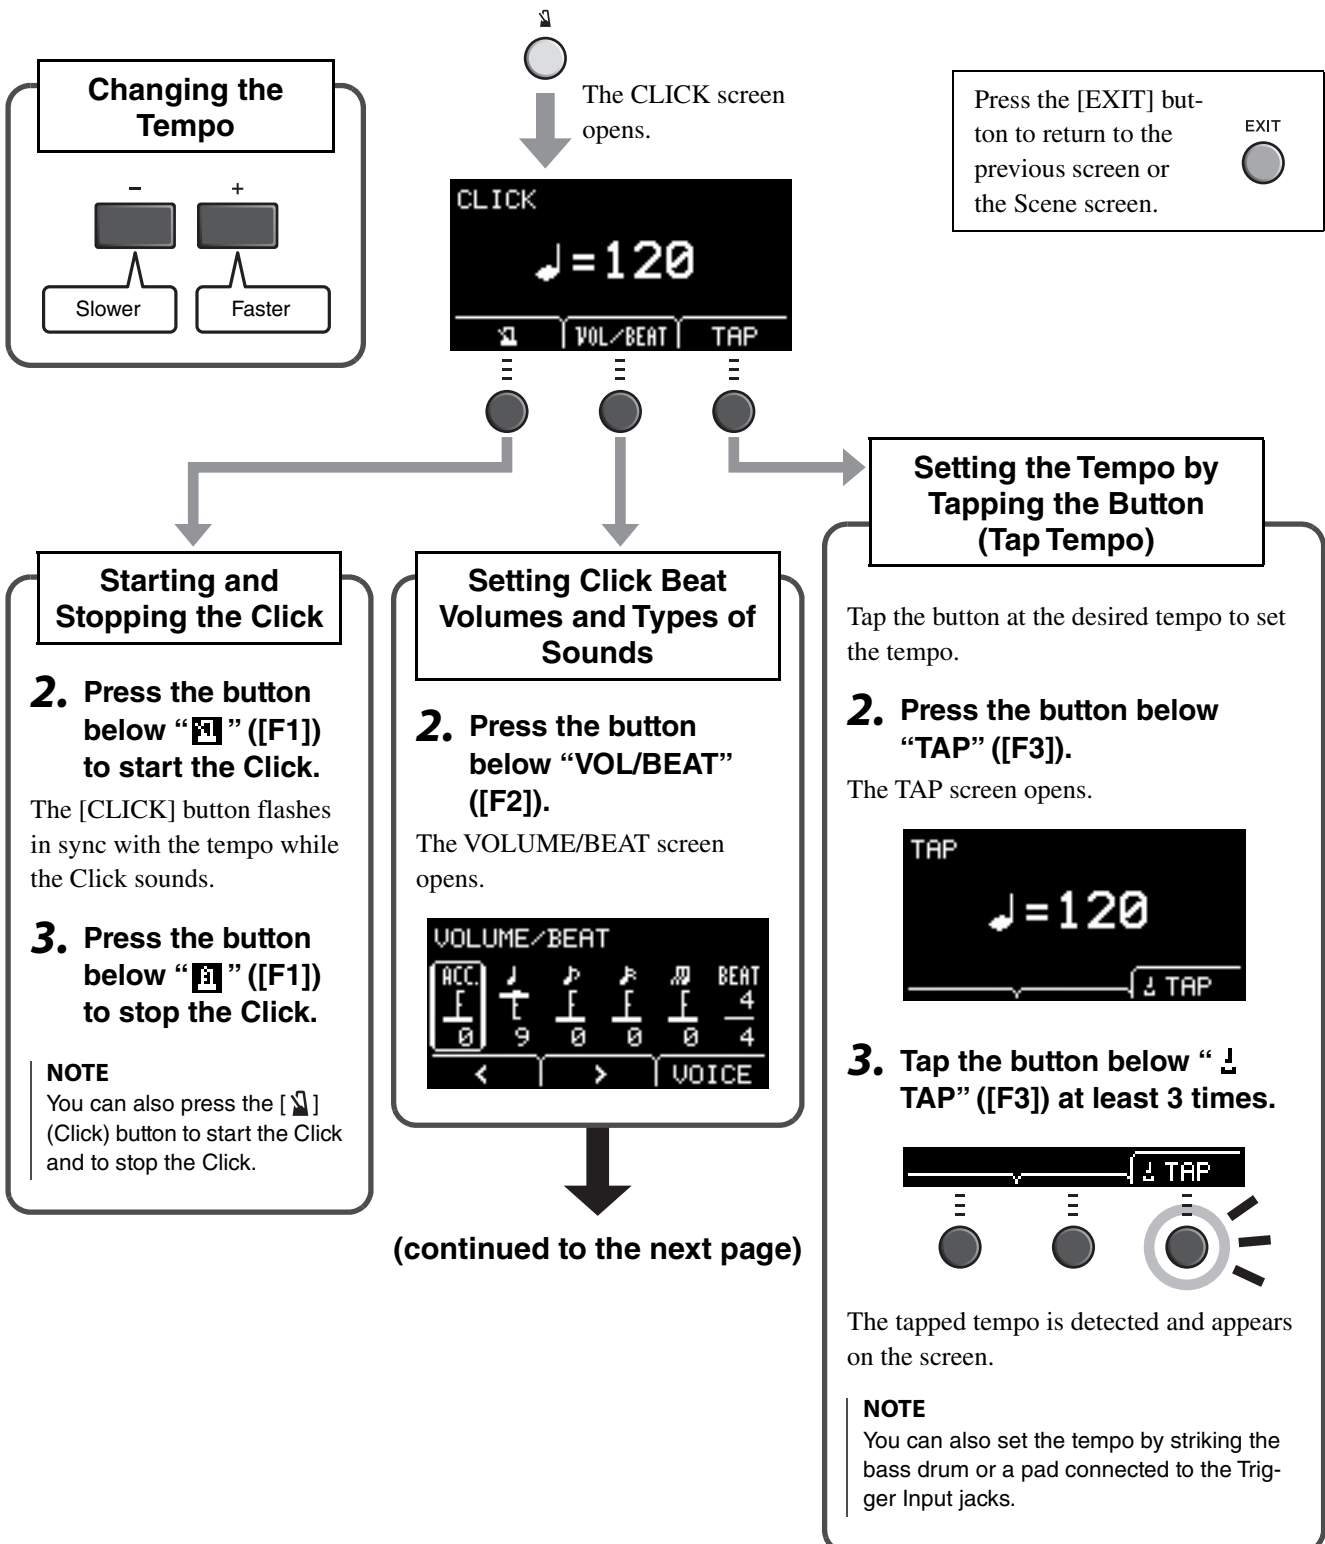 Changing the
Tempo
– +
Slower
Faster
The CLICK screen
opens.
CLICK
♩=120
VOL/BEAT TAP
Press the [EXIT] but-
ton to return to the
previous screen or
the Scene screen.
EXIT
Starting and
Stopping the Click
2. Press the button
below “ ” ([F1])
to start the Click.
The [CLICK] button flashes
in sync with the tempo while
the Click sounds.
3. Press the button
below “ ” ([F1])
to stop the Click.
NOTE
You can also press the [ ]
(Click) button to start the Click
and to stop the Click.
Setting Click Beat
Volumes and Types of
Sounds
2. Press the button
below “VOL/BEAT”
([F2]).
The VOLUME/BEAT screen
opens.
VOLUME/BEAT
ACC. BEAT
4
0 9 0 0 0 4
< > VOICE
(continued to the next page)
Setting the Tempo by
Tapping the Button
(Tap Tempo)
Tap the button at the desired tempo to set
the tempo.
2. Press the button below
“TAP” ([F3]).
The TAP screen opens.
TAP
♩=120
TAP
3. Tap the button below “
TAP” ([F3]) at least 3 times.
TAP
The tapped tempo is detected and appears
on the screen.
NOTE
You can also set the tempo by striking the
bass drum or a pad connected to the Trig-
ger Input jacks.